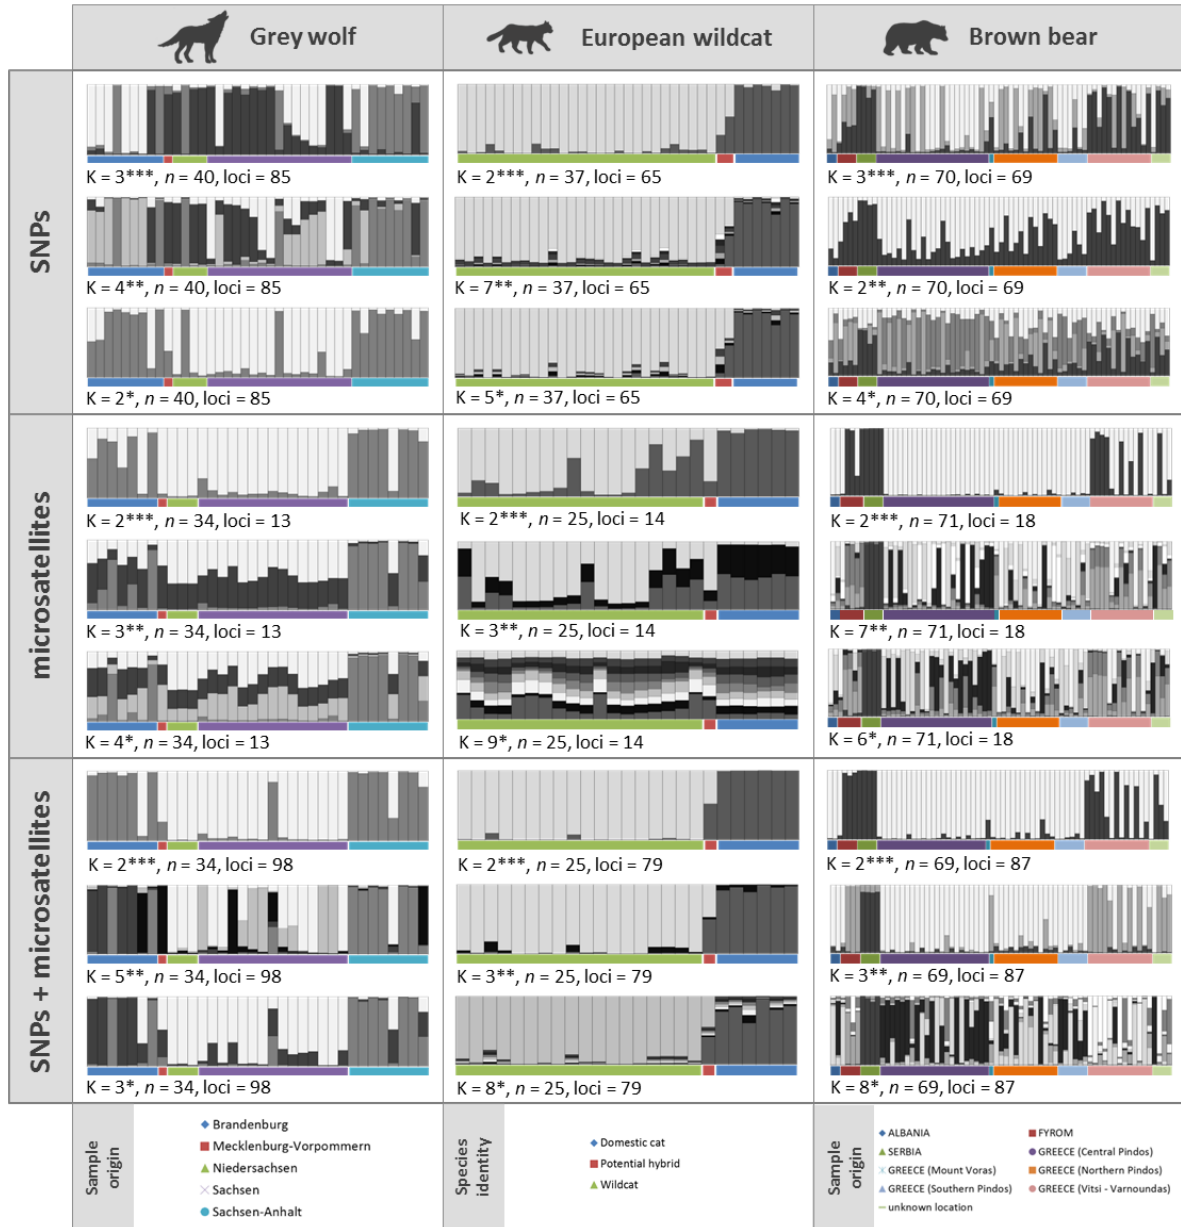 Grey wolf
European wildcat
Brown bear
SNPs
K = 3***, n = 40, loci = 85
K = 2***, n = 37, loci = 65
K = 3***, n = 70, loci = 69
K = 4**, n = 40, loci = 85
K = 7**, n = 37, loci = 65
K = 2**, n = 70, loci = 69
K = 2*, n = 40, loci = 85
K = 5*, n = 37, loci = 65
K = 4*, n = 70, loci = 69
microsatellites
K = 2***, n = 34, loci = 13
K = 2***, n = 25, loci = 14
K = 2***, n = 71, loci = 18
K = 3**, n = 34, loci = 13
K = 3**, n = 25, loci = 14
K = 7**, n = 71, loci = 18
K = 4*, n = 34, loci = 13
K = 9*, n = 25, loci = 14
K = 6*, n = 71, loci = 18
SNPs + microsatellites
K = 2***, n = 34, loci = 98
K = 2***, n = 25, loci = 79
K = 2***, n = 69, loci = 87
K = 5**, n = 34, loci = 98
K = 3**, n = 25, loci = 79
K = 3**, n = 69, loci = 87
K = 3*, n = 34, loci = 98
K = 8*, n = 25, loci = 79
K = 8*, n = 69, loci = 87
Sample origin
Brandenburg
Mecklenburg-Vorpommern
Niedersachsen
Sachsen
Sachsen-Anhalt
Species identity
Domestic cat
Potential hybrid
Wildcat
Sample origin
ALBANIA
FYROM
SERBIA
GREECE (Central Pindos)
GREECE (Mount Voras)
GREECE (Northern Pindos)
GREECE (Southern Pindos)
GREECE (Vitsi - Varnoundas)
unknown location